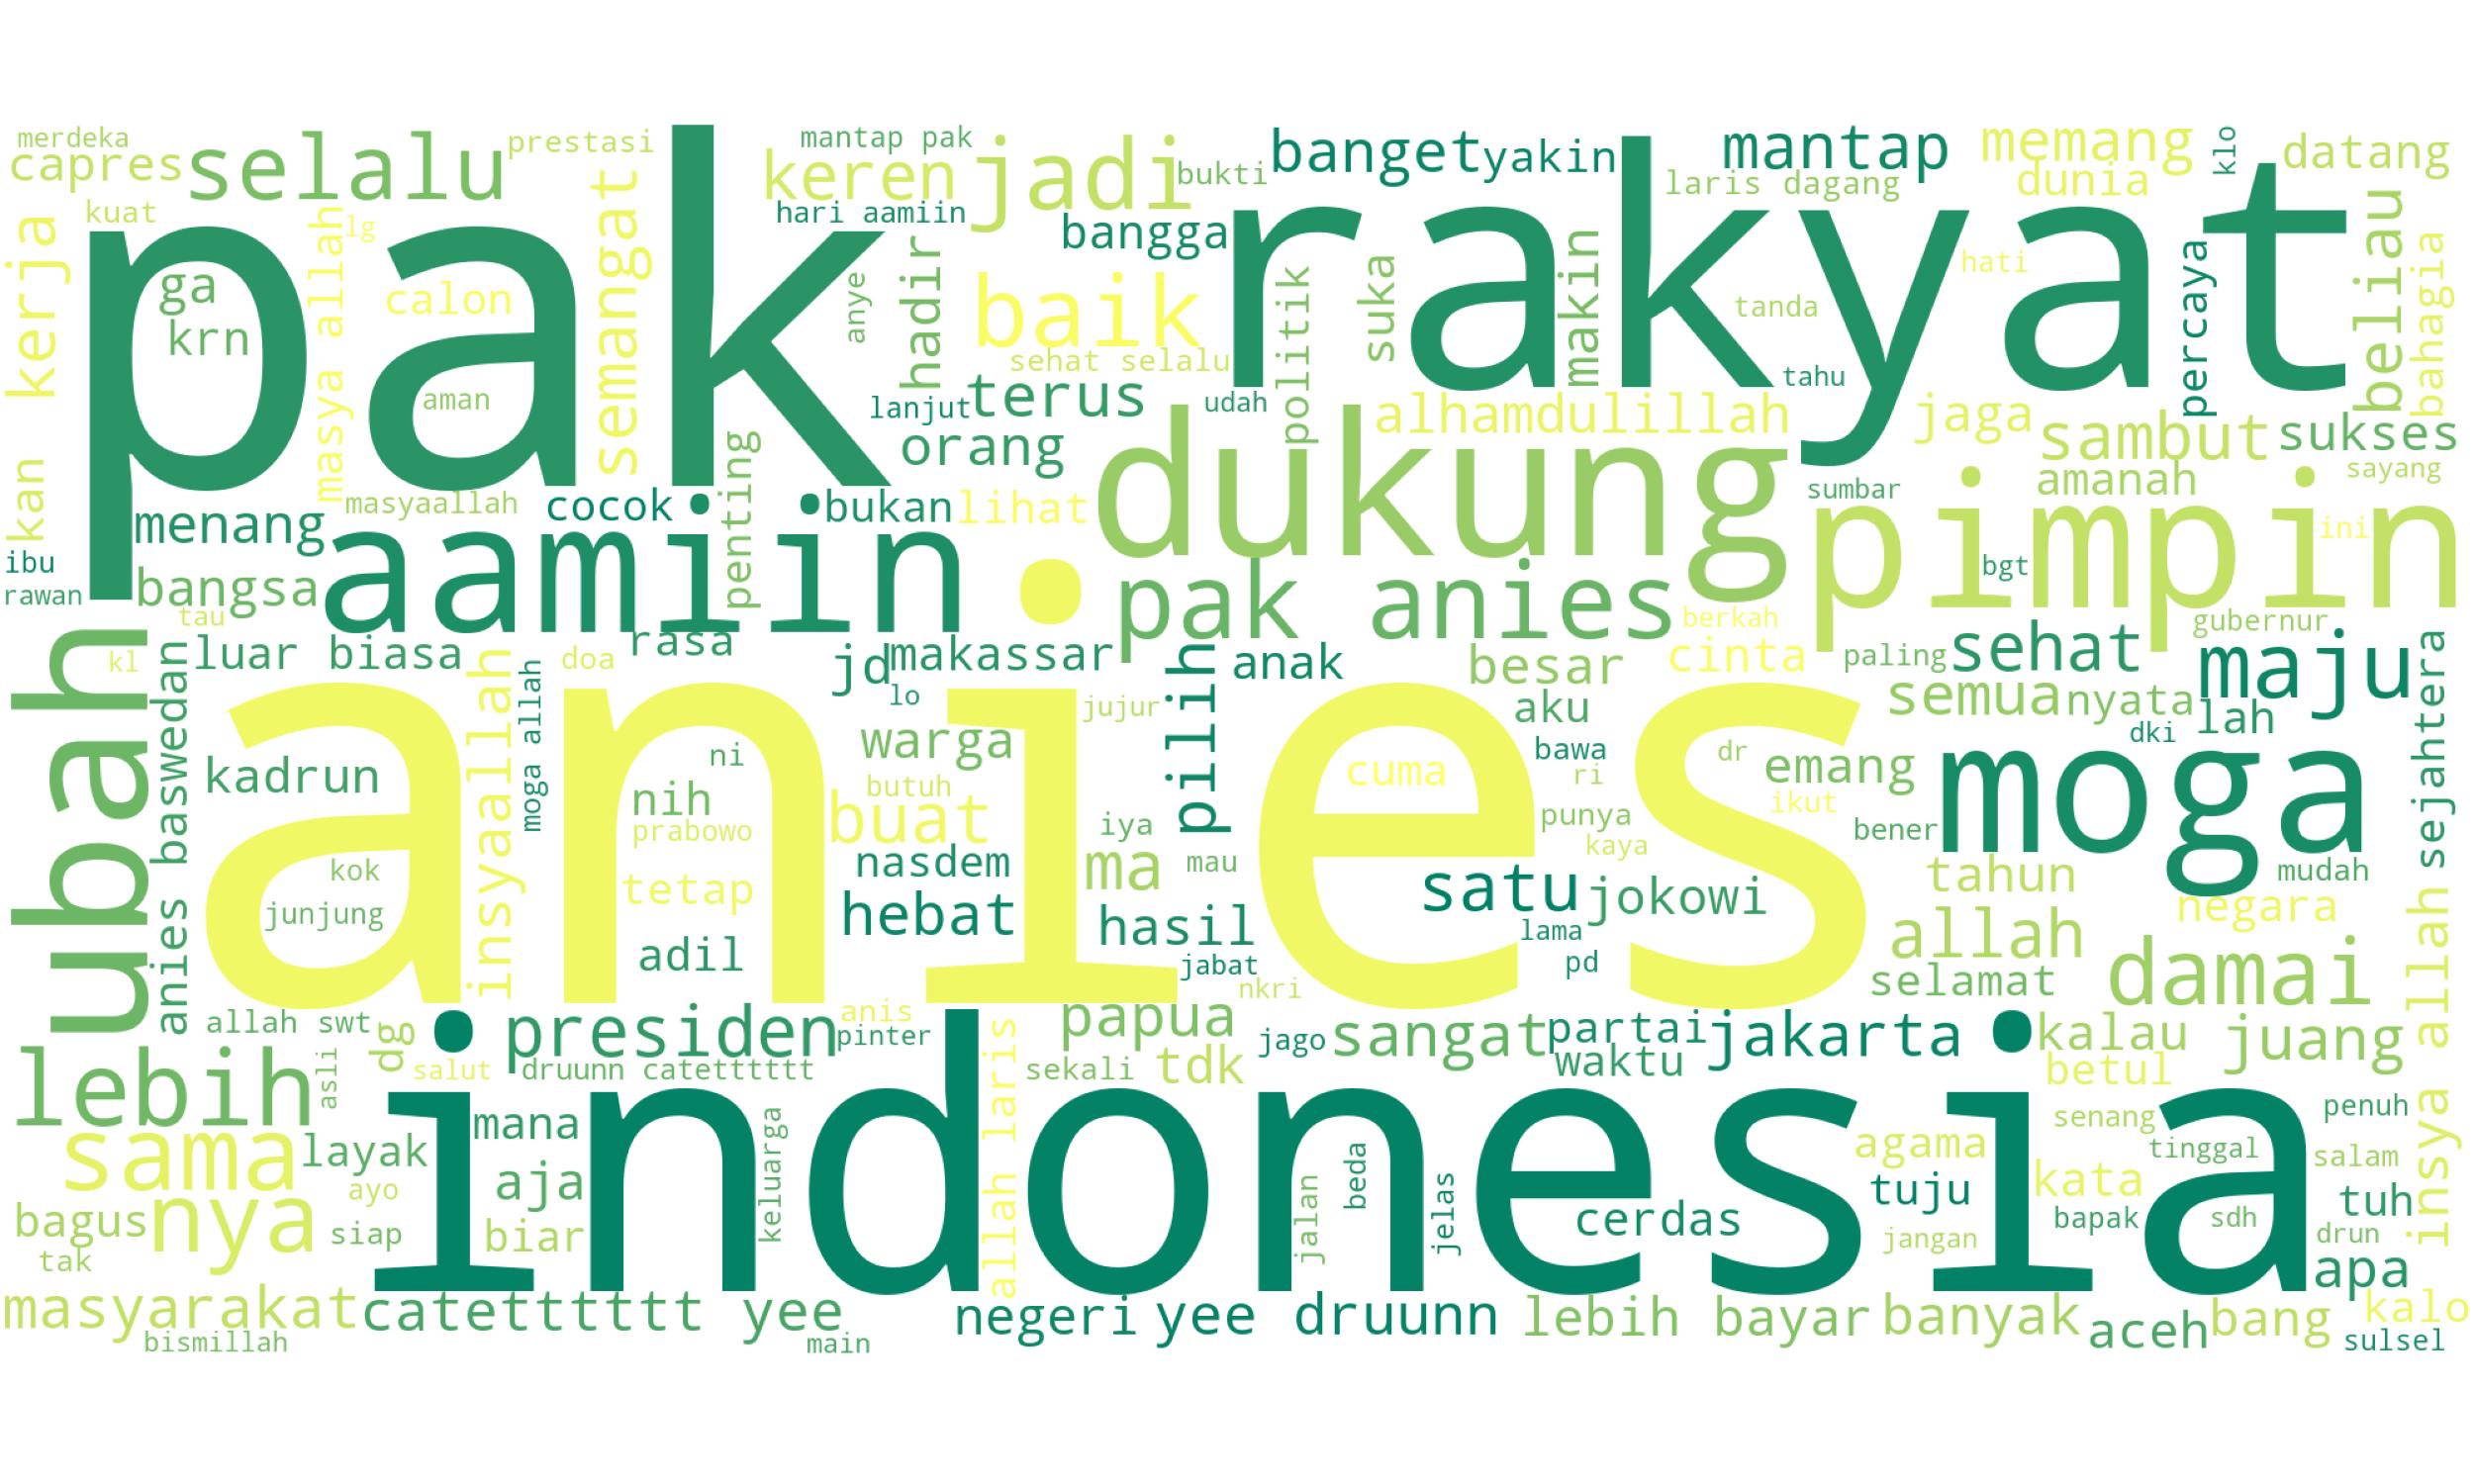 merdeka
capres
selalu
prestasi
mantap pak
keren
jadi
bukti
banget
yakin
mantap
memang
klo
datang
laris dagang
dunia
kuat
masya allah
lg
semangat
hari aamiin
bangga
pak
rakyat
kerja
ga
krn
calon
aman
anye
hadir
baik
sehat selalu
politik
suka
makin
tanda
hati
tahu
percaya
beliau
bahagia
lanjut
terus
udah
orang
alhamdulillah
jaga
sambut
sukses
kan
masyaallah
cocok
penting
bukan
lihat
dukung
sumbar
amanah
sayang
menang
aamiin
pimpin
ini
ibu
rawan
bangsa
tau
pak anies
bgt
berkah
gubernur
ubah
kl
anies baswedan
luar biasa
doa
rasa
jd
makassar
lo
pilih
anak
besar
cinta
paling
sehat
maju
sejahtera
insyaallah
moga allah
jujur
aku
semua
nyata
lah
dki
anies
kadrun
ni
nih
prabowo
warga
butuh
buat
iya
cuma
bawa
ri
dr
emang
ikut
moga
punya
bener
kaya
kok
junjung
tetap
adil
nasdem
hebat
ma
mau
hasil
satu
jokowi
tahun
mudah
negara
lama
jabat
pd
nkri
allah
selamat
damai
insya allah
allah swt
dg
presiden
anis
pinter
papua
jago
sangat
partai
jakarta
kalau
juang
lebih
asli
salut
druunn catetttttt
allah laris
sekali
tdk
waktu
betul
indonesia
sama
layak
mana
keluarga
beda
agama
senang
tinggal
penuh
salam
ayo
aja
jalan
jelas
tuju
kata
tuh
bagus
nya
siap
biar
cerdas
bapak
sdh
jangan
drun
tak
apa
masyarakat
catetttttt yee
negeri
yee druunn
lebih bayar
banyak
aceh
bang
kalo
bismillah
main
sulsel